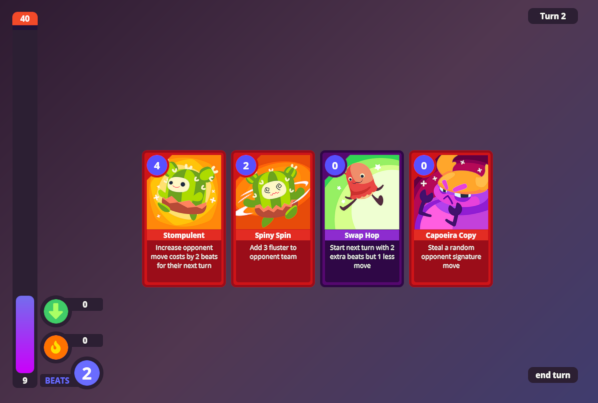 40
Turn 2
4
2
0
0
Stompulent
Spiny Spin
Swap Hop
Capoeira Copy
Increase opponent
move costs by 2 beats
for their next turn
Add 3 fluster to
opponent team
Start next turn with 2
extra beats but 1 less
move
Steal a random
opponent signature
move
0
0
9
BEATS
2
end turn